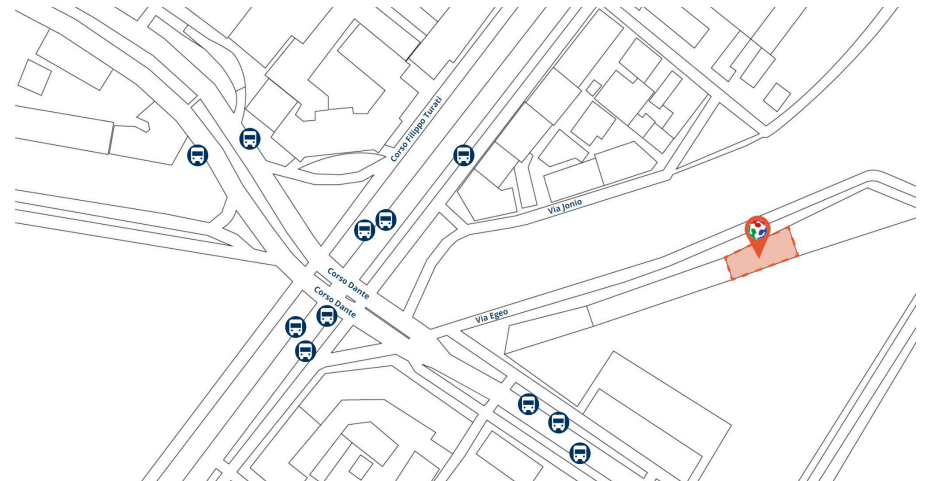 Corso Filippo Turati
Via Jonio
Corso Dante
Corso Dante
Via Egeo